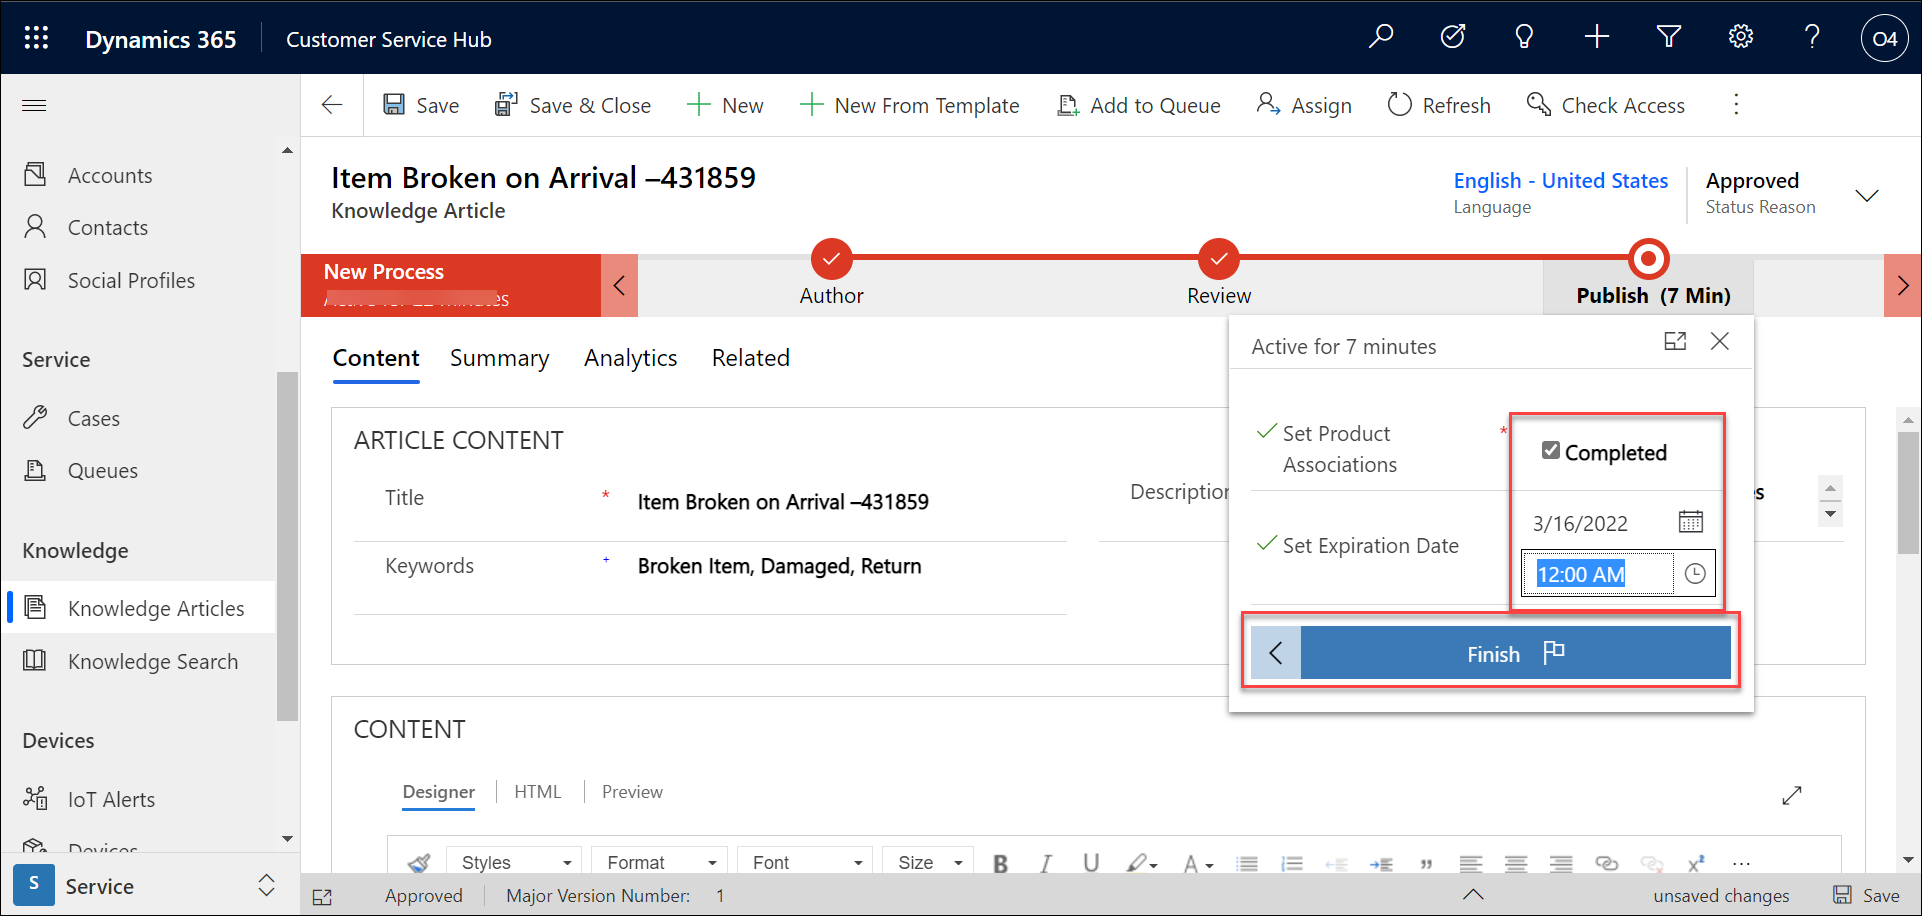 Dynamics 365
Customer Service Hub
O4
Save
Save & Close
New
New From Template
Add to Queue
Assign
Refresh
Check Access
Accounts
Contacts
Social Profiles
Service
Cases
Queues
Knowledge
Knowledge Articles
Knowledge Search
Devices
IoT Alerts
Devices
S
Service
Item Broken on Arrival –431859
Knowledge Article
English - United States
Language
Approved
Status Reason
New Process
Author
Review
Publish (7 Min)
Content
Summary
Analytics
Related
ARTICLE CONTENT
Title
*
Item Broken on Arrival –431859
Keywords
+
Broken Item, Damaged, Return
Description
Active for 7 minutes
Set Product
Associations
*
Completed
Set Expiration Date
3/16/2022
12:00 AM
Finish
CONTENT
Designer
HTML
Preview
Styles
Format
Font
Size
B
I
U
A
Approved
Major Version Number: 1
unsaved changes
Save